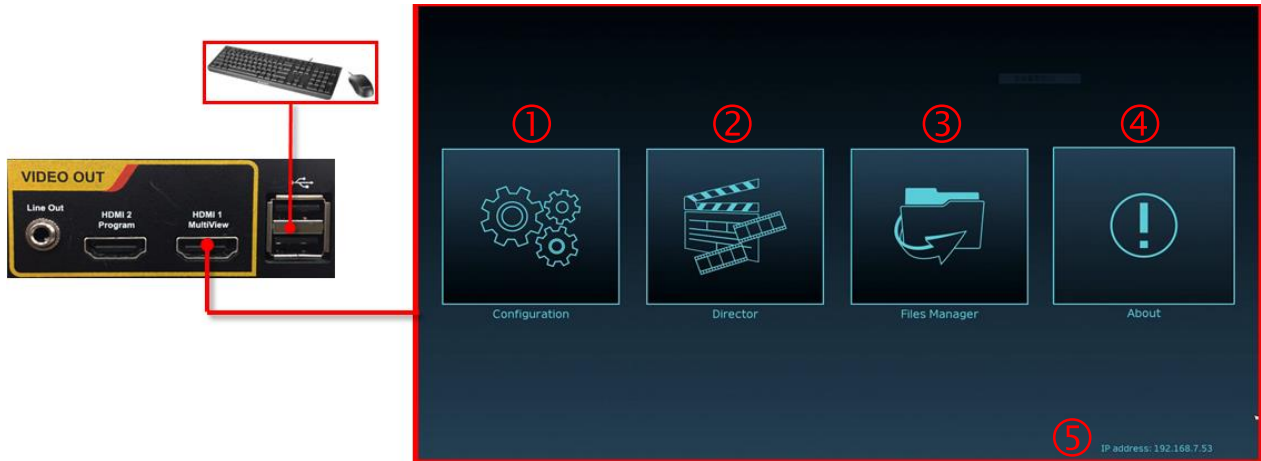 VIDEO OUT
Line Out
HDMI 2
Program
HDMI 1
MultiView
①
②
③
④
Configuration
Director
Files Manager
About
⑤
IP address: 192.168.7.53